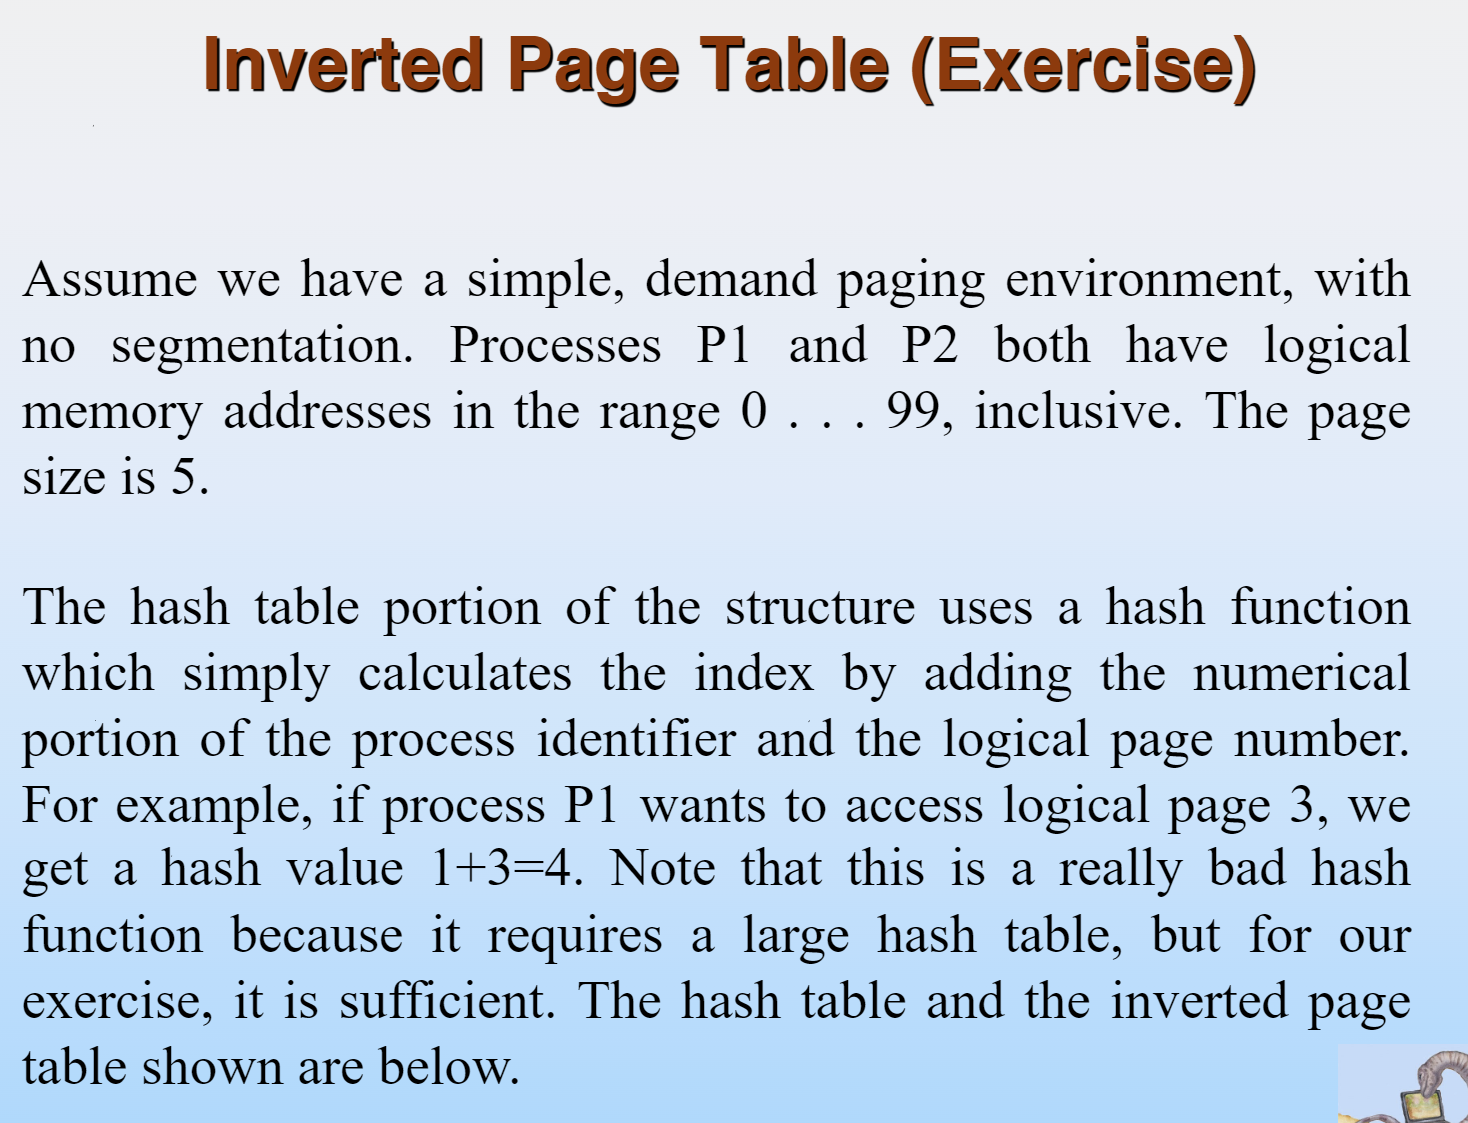 Inverted Page Table (Exercise)
Assume we have a simple, demand paging environment, with
no segmentation. Processes P1 and P2 both have logical
memory addresses in the range 0 . . . 99, inclusive. The page
size is 5.
The hash table portion of the structure uses a hash function
which simply calculates the index by adding the numerical
portion of the process identifier and the logical page number.
For example, if process P1 wants to access logical page 3, we
get a hash value 1+3=4. Note that this is a really bad hash
function because it requires a large hash table, but for our
exercise, it is sufficient. The hash table and the inverted page
table shown are below.